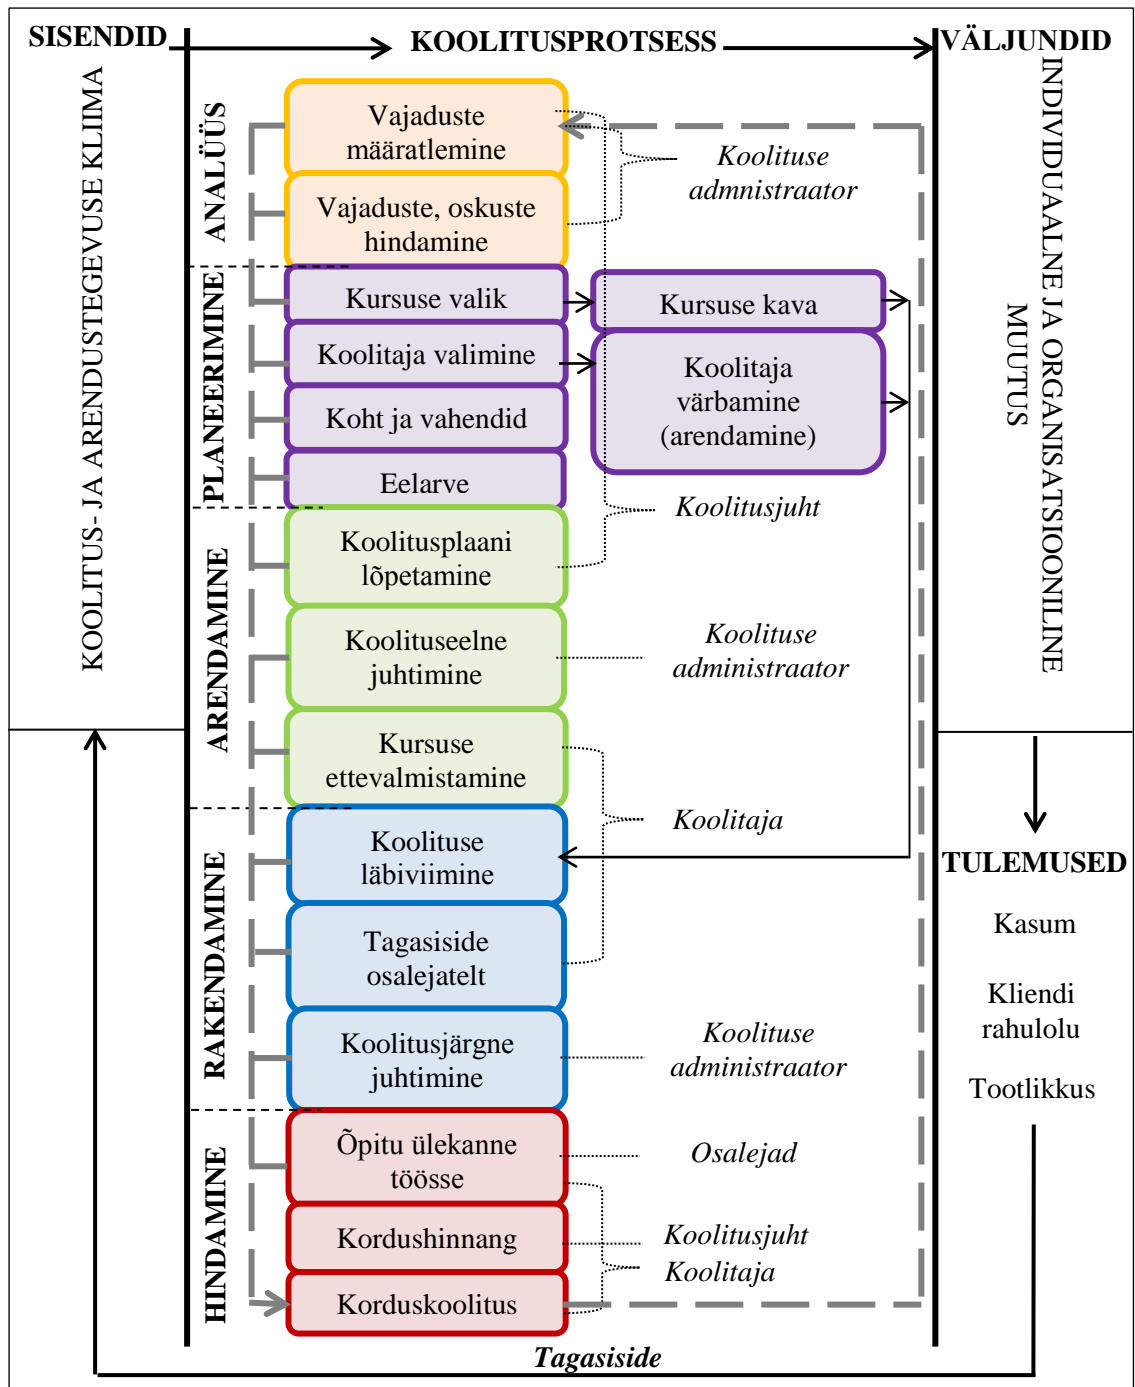 SISENDID
KOOLITUSPROTSESS
VÄLJUNDID
KOOLITUS- JA ARENDUSTEGEVUSE KLIIMA
ANALÜÜS
Vajaduste
määratlemine
Koolituse
admnistraator
Vajaduste, oskuste
hindamine
PLANEERIMINE
Kursuse valik
Kursuse kava
Koolitaja valimine
Koolitaja
värbamine
(arendamine)
Koht ja vahendid
Eelarve
Koolitusjuht
ARENDAMINE
Koolitusplaani
lõpetamine
Koolituseelne
juhtimine
Koolituse
administraator
Kursuse
ettevalmistamine
Koolitaja
RAKENDAMINE
Koolituse
läbiviimine
Tagasiside
osalejatelt
Koolitusjärgne
juhtimine
Koolituse
administraator
HINDAMINE
Õpitu ülekanne
töösse
Osalejad
Kordushinnang
Koolitusjuht
Koolitaja
Korduskoolitus
INDIVIDUAALNE JA ORGANISATSIOONILINE
MUUTUS
TULEMUSED
Kasum
Kliendi
rahulolu
Tootlikkus
Tagasiside